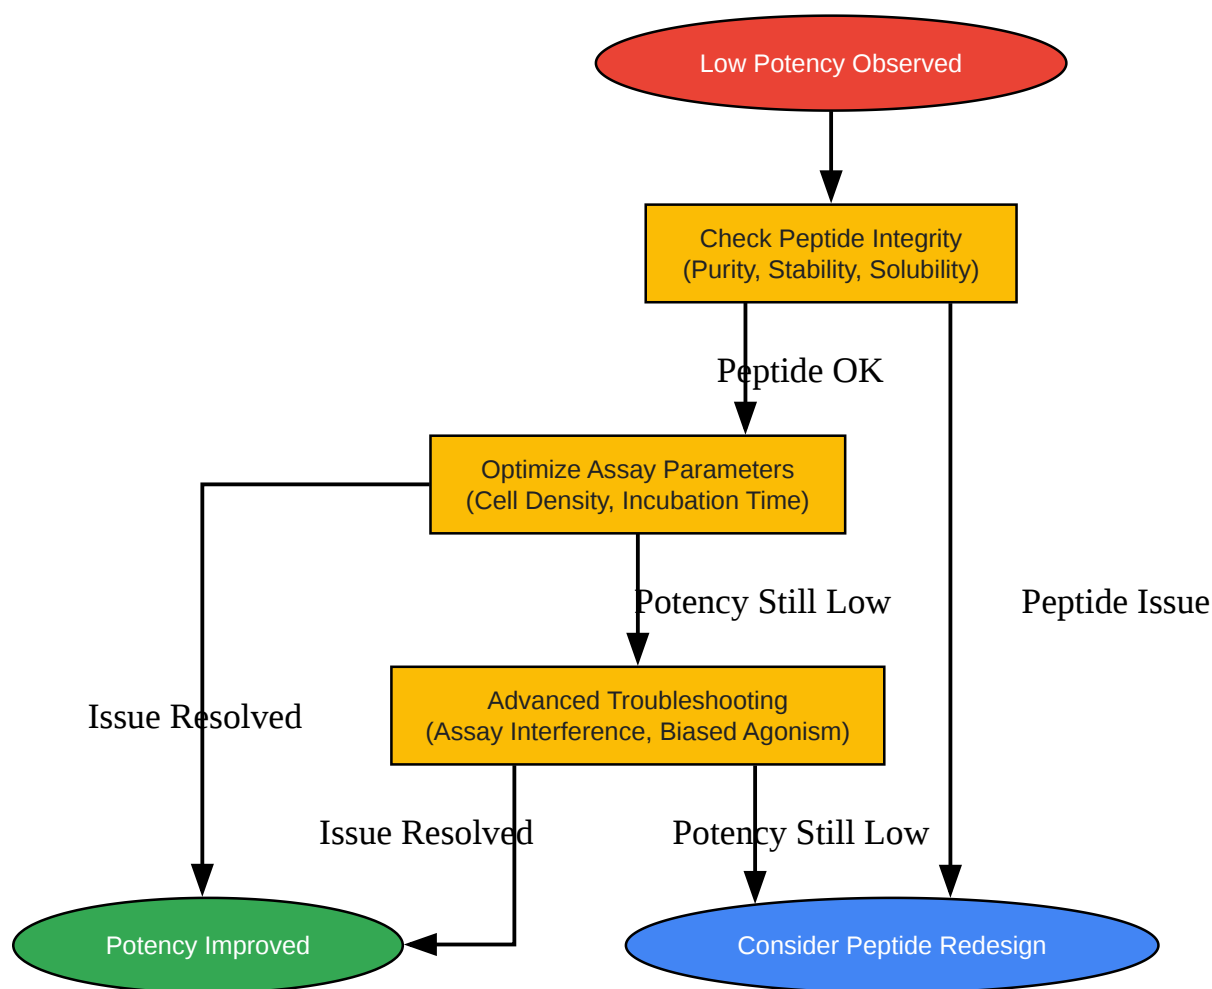 Low Potency Observed
Check Peptide Integrity
(Purity, Stability, Solubility)
Peptide OK
Optimize Assay Parameters
(Cell Density, Incubation Time)
Potency Still Low
Peptide Issue
Advanced Troubleshooting
(Assay Interference, Biased Agonism)
Issue Resolved
Issue Resolved
Potency Still Low
Potency Improved
Consider Peptide Redesign